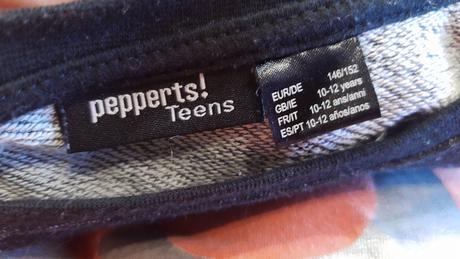 pepperts!
Teens
EUR/DE 146/152
GB/IE 10-12 years
FR/IT 10-12 ans/anni
ES/PT 10-12 años/anos